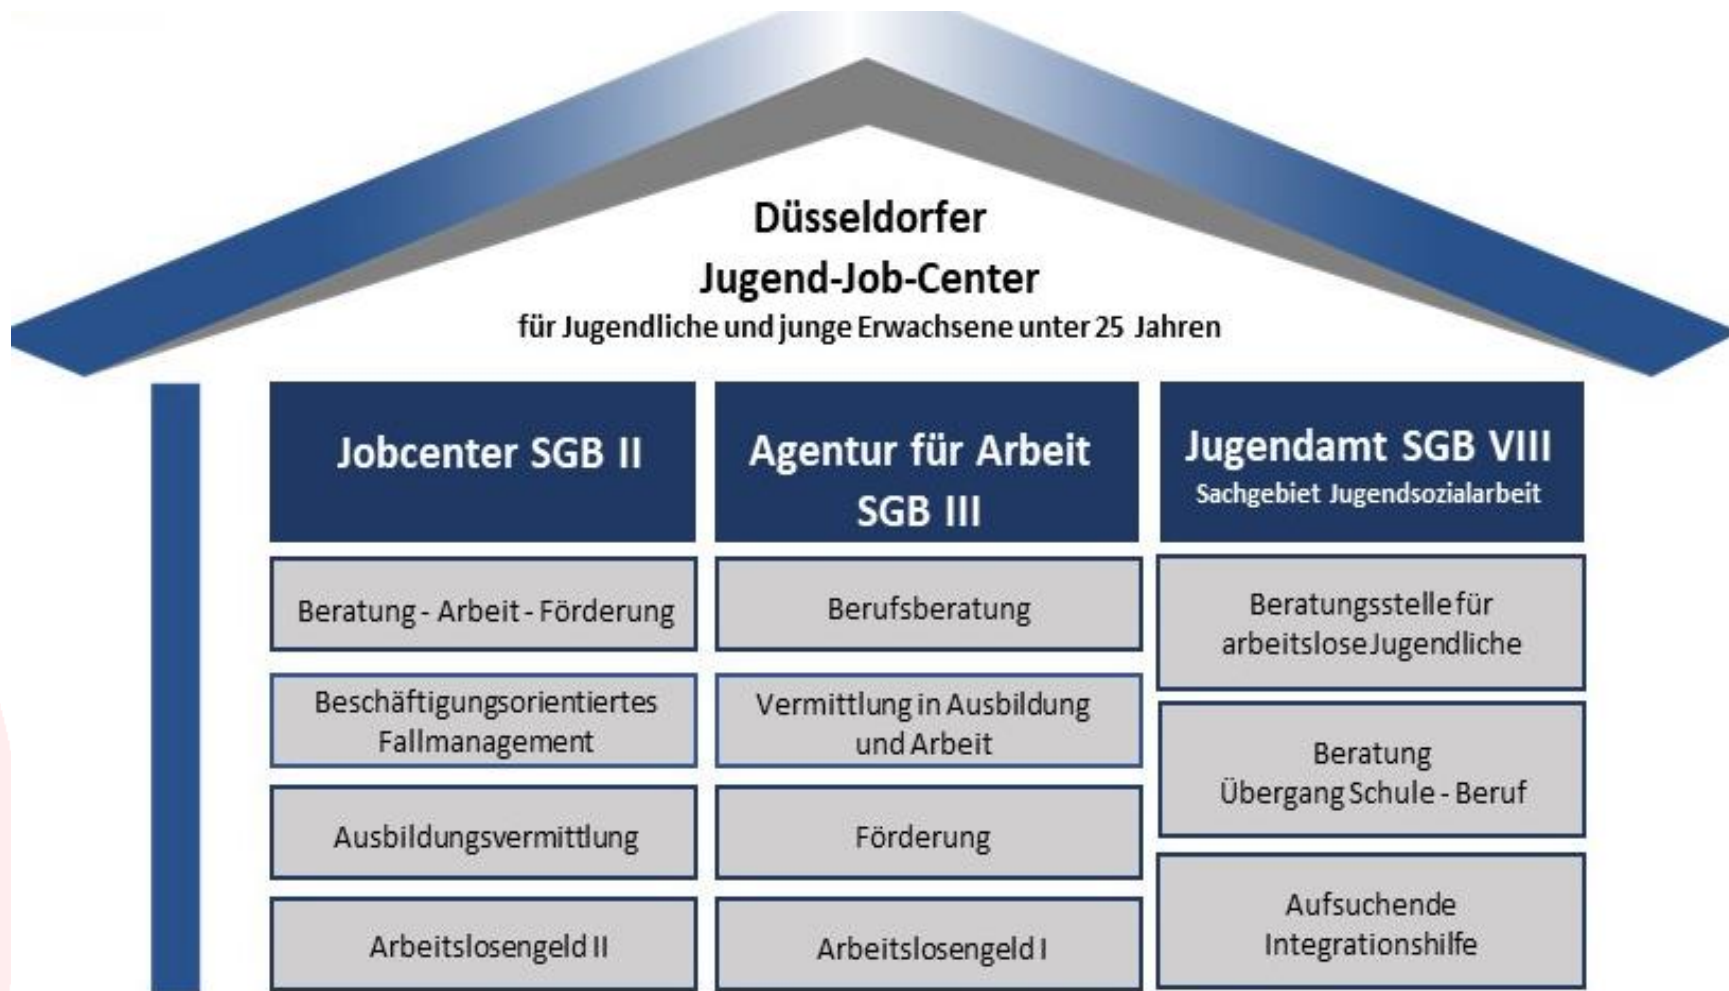 Düsseldorfer
Jugend-Job-Center
für Jugendliche und junge Erwachsene unter 25 Jahren
Jobcenter SGB II
Beratung - Arbeit - Förderung
Beschäftigungsorientiertes
Fallmanagement
Ausbildungsvermittlung
Arbeitslosengeld II
Agentur für Arbeit
SGB III
Berufsberatung
Vermittlung in Ausbildung
und Arbeit
Förderung
Arbeitslosengeld I
Jugendamt SGB VIII
Sachgebiet Jugendsozialarbeit
Beratungsstelle für
arbeitslose Jugendliche
Beratung
Übergang Schule - Beruf
Aufsuchende
Integrationshilfe